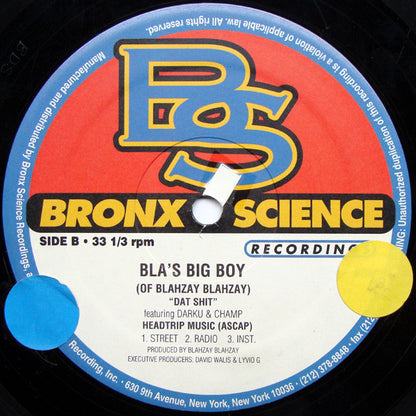 Manufactured and distributed by Bronx Science Recordings, a
All rights reserved.
recording is a violation of applicable law. Any
WARNING: Unauthorized duplication of this
BS
BRONX SCIENCE
RECORDIN
SIDE B • 33 1/3 rpm
BLA'S BIG BOY
(OF BLAHZAY BLAHZAY)
"DAT SHIT"
featuring DARKU & CHAMP
HEADTRIP MUSIC (ASCAP)
1. STREET 2. RADIO 3. INST.
PRODUCED BY BLAHZAY BLAHZAY
EXECUTIVE PRODUCERS: DAVID WALIS & LYVIO G
Recording, Inc. • 630 9th Avenue, New York, New York 10036 • (212) 378-8848 • fax (212)